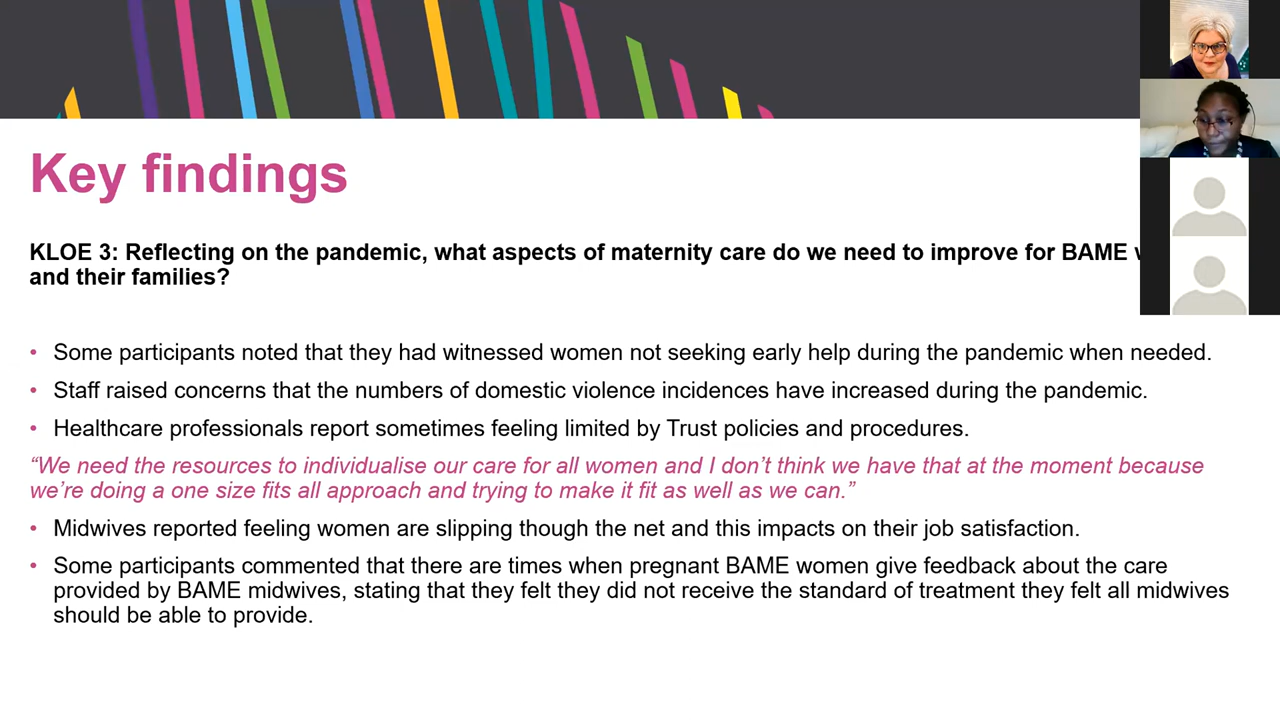 Key findings
KLOE 3: Reflecting on the pandemic, what aspects of maternity care do we need to improve for BAME
and their families?
• Some participants noted that they had witnessed women not seeking early help during the pandemic when needed.
• Staff raised concerns that the numbers of domestic violence incidences have increased during the pandemic.
• Healthcare professionals report sometimes feeling limited by Trust policies and procedures.
“We need the resources to individualise our care for all women and I don’t think we have that at the moment because
we’re doing a one size fits all approach and trying to make it fit as well as we can.”
• Midwives reported feeling women are slipping though the net and this impacts on their job satisfaction.
• Some participants commented that there are times when pregnant BAME women give feedback about the care
provided by BAME midwives, stating that they felt they did not receive the standard of treatment they felt all midwives
should be able to provide.